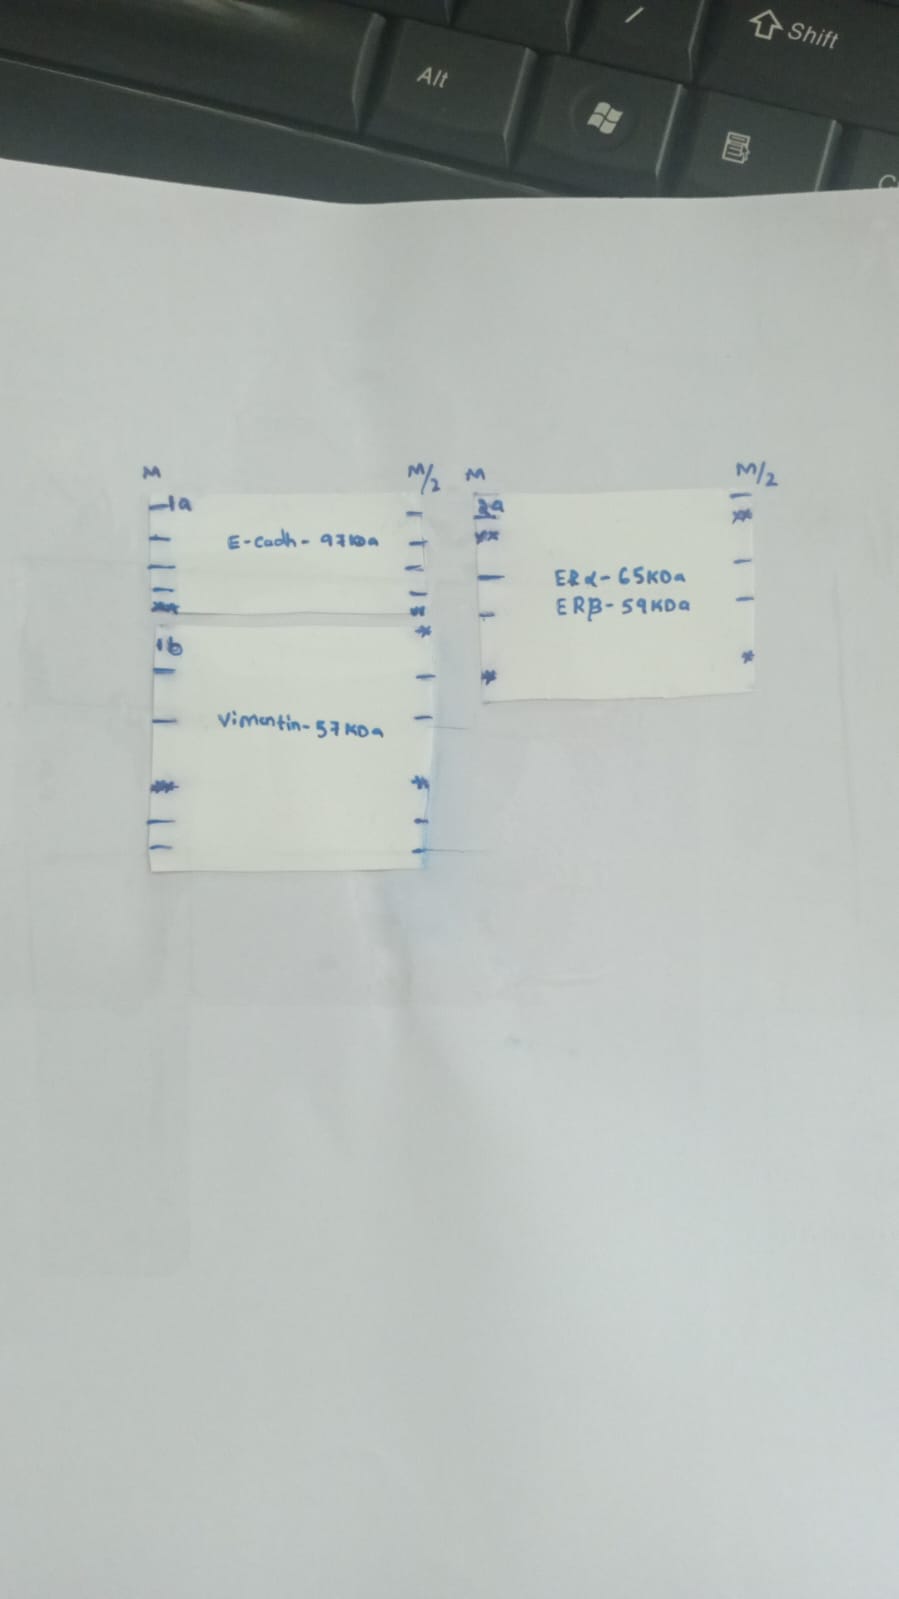 /
Shift
Alt
M
M/2
M
M/2
1a
E-cadh- 97KDa
2a
ERα- 65KDa
ERβ- 59KDa
1b
Vimentin- 57KDa